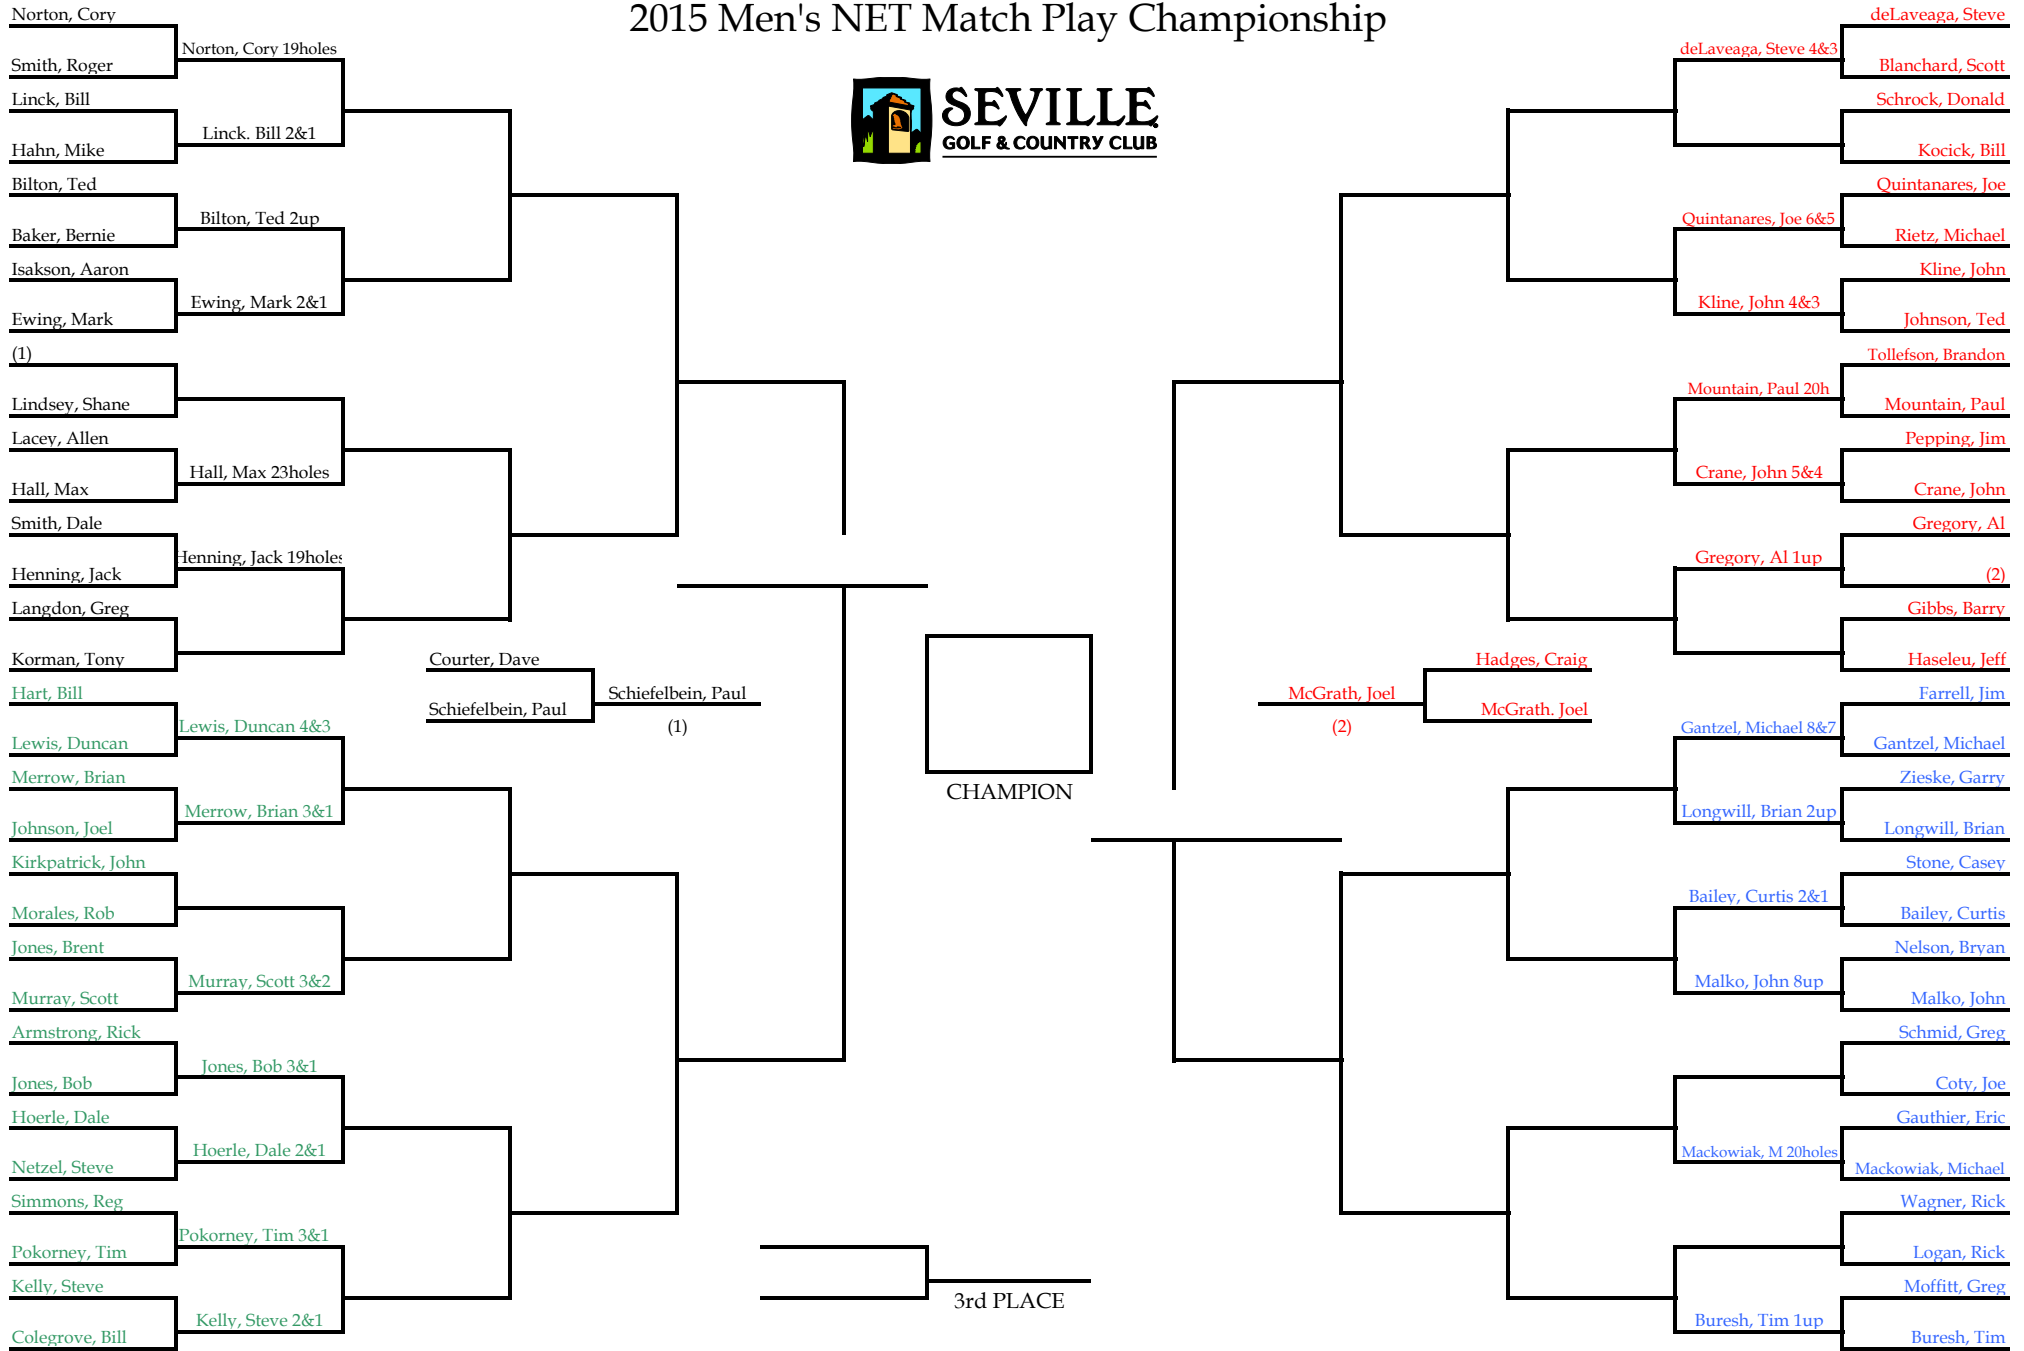 2015 Men's NET Match Play Championship
SEVILLE
GOLF & COUNTRY CLUB
Norton, Cory
Norton, Cory 19holes
Smith, Roger
Linck, Bill
Linck. Bill 2&1
Hahn, Mike
Bilton, Ted
Bilton, Ted 2up
Baker, Bernie
Isakson, Aaron
Ewing, Mark 2&1
Ewing, Mark
(1)
Lindsey, Shane
Lacey, Allen
Hall, Max 23holes
Hall, Max
Smith, Dale
Henning, Jack 19holes
Henning, Jack
Langdon, Greg
Korman, Tony
Hart, Bill
Lewis, Duncan 4&3
Lewis, Duncan
Merrow, Brian
Merrow, Brian 3&1
Johnson, Joel
Kirkpatrick, John
Morales, Rob
Jones, Brent
Murray, Scott 3&2
Murray, Scott
Armstrong, Rick
Jones, Bob 3&1
Jones, Bob
Hoerle, Dale
Hoerle, Dale 2&1
Netzel, Steve
Simmons, Reg
Pokorney, Tim 3&1
Pokorney, Tim
Kelly, Steve
Kelly, Steve 2&1
Colegrove, Bill
Courter, Dave
Schiefelbein, Paul
Schiefelbein, Paul
(1)
CHAMPION
3rd PLACE
Hadges, Craig
McGrath, Joel
McGrath. Joel
(2)
deLaveaga, Steve
deLaveaga, Steve 4&3
Blanchard, Scott
Schrock, Donald
Kocick, Bill
Quintanares, Joe
Quintanares, Joe 6&5
Rietz, Michael
Kline, John
Kline, John 4&3
Johnson, Ted
Tollefson, Brandon
Mountain, Paul 20h
Mountain, Paul
Pepping, Jim
Crane, John 5&4
Crane, John
Gregory, Al
Gregory, Al 1up
(2)
Gibbs, Barry
Haseleu, Jeff
Farrell, Jim
Gantzel, Michael 8&7
Gantzel, Michael
Zieske, Garry
Longwill, Brian 2up
Longwill, Brian
Stone, Casey
Bailey, Curtis 2&1
Bailey, Curtis
Nelson, Bryan
Malko, John 8up
Malko, John
Schmid, Greg
Coty, Joe
Gauthier, Eric
Mackowiak, M 20holes
Mackowiak, Michael
Wagner, Rick
Logan, Rick
Moffitt, Greg
Buresh, Tim 1up
Buresh, Tim